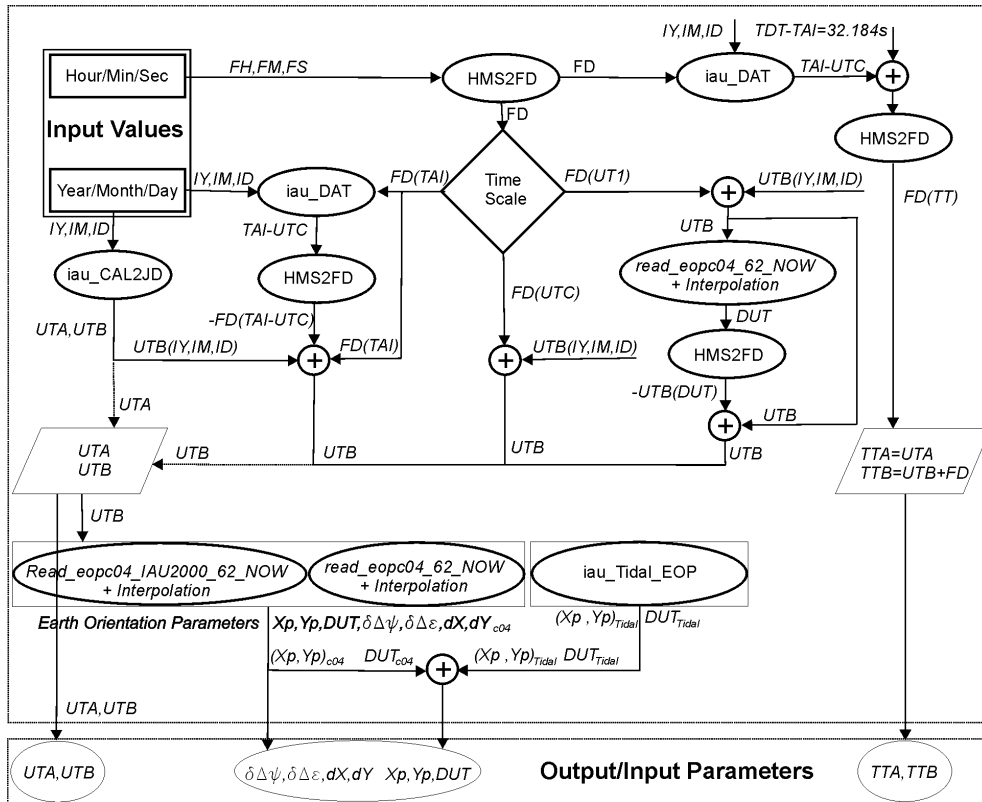 IY,IM,ID
TDT-TAI=32.184s
Hour/Min/Sec
FH,FM,FS
HMS2FD
FD
iau_DAT
TAI-UTC
+
Input Values
FD
HMS2FD
Year/Month/Day
IY,IM,ID
iau_DAT
FD(TAI)
Time
Scale
FD(UT1)
+
UTB(IY,IM,ID)
FD(TT)
IY,IM,ID
TAI-UTC
UTB
iau_CAL2JD
HMS2FD
read_eopc04_62_NOW
+ Interpolation
FD(UTC)
UTA,UTB
-FD(TAI-UTC)
DUT
UTB(IY,IM,ID)
+
FD(TAI)
+
UTB(IY,IM,ID)
HMS2FD
-UTB(DUT)
UTA
+
UTB
UTA
UTB
UTB
UTB
UTB
UTB
TTA=UTA
TTB=UTB+FD
UTB
Read_eopc04_IAU2000_62_NOW
+ Interpolation
read_eopc04_62_NOW
+ Interpolation
iau_Tidal_EOP
Earth Orientation Parameters
Xp,Yp,DUT,δΔψ,δΔε,dX,dY c04
(Xp ,Yp)Tidal DUTTidal
(Xp,Yp)c04 DUTc04
+
(Xp ,Yp)Tidal DUTTidal
UTA,UTB
UTA,UTB
δΔψ,δΔε,dX,dY Xp,Yp,DUT
Output/Input Parameters
TTA,TTB